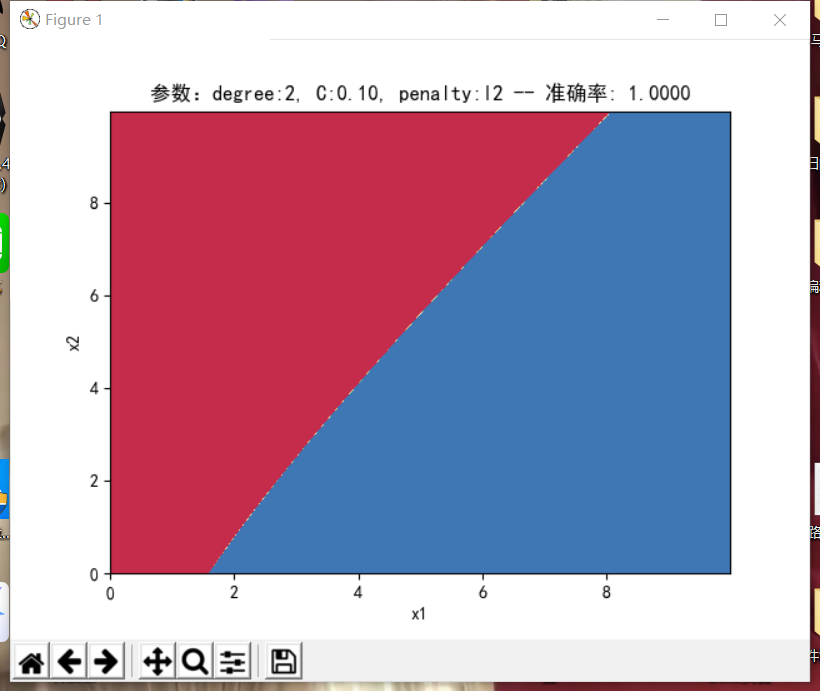 Figure 1
参数：degree:2, C:0.10, penalty:l2 -- 准确率: 1.0000
8
6
x2
4
2
0
0 2 4 6 8
x1